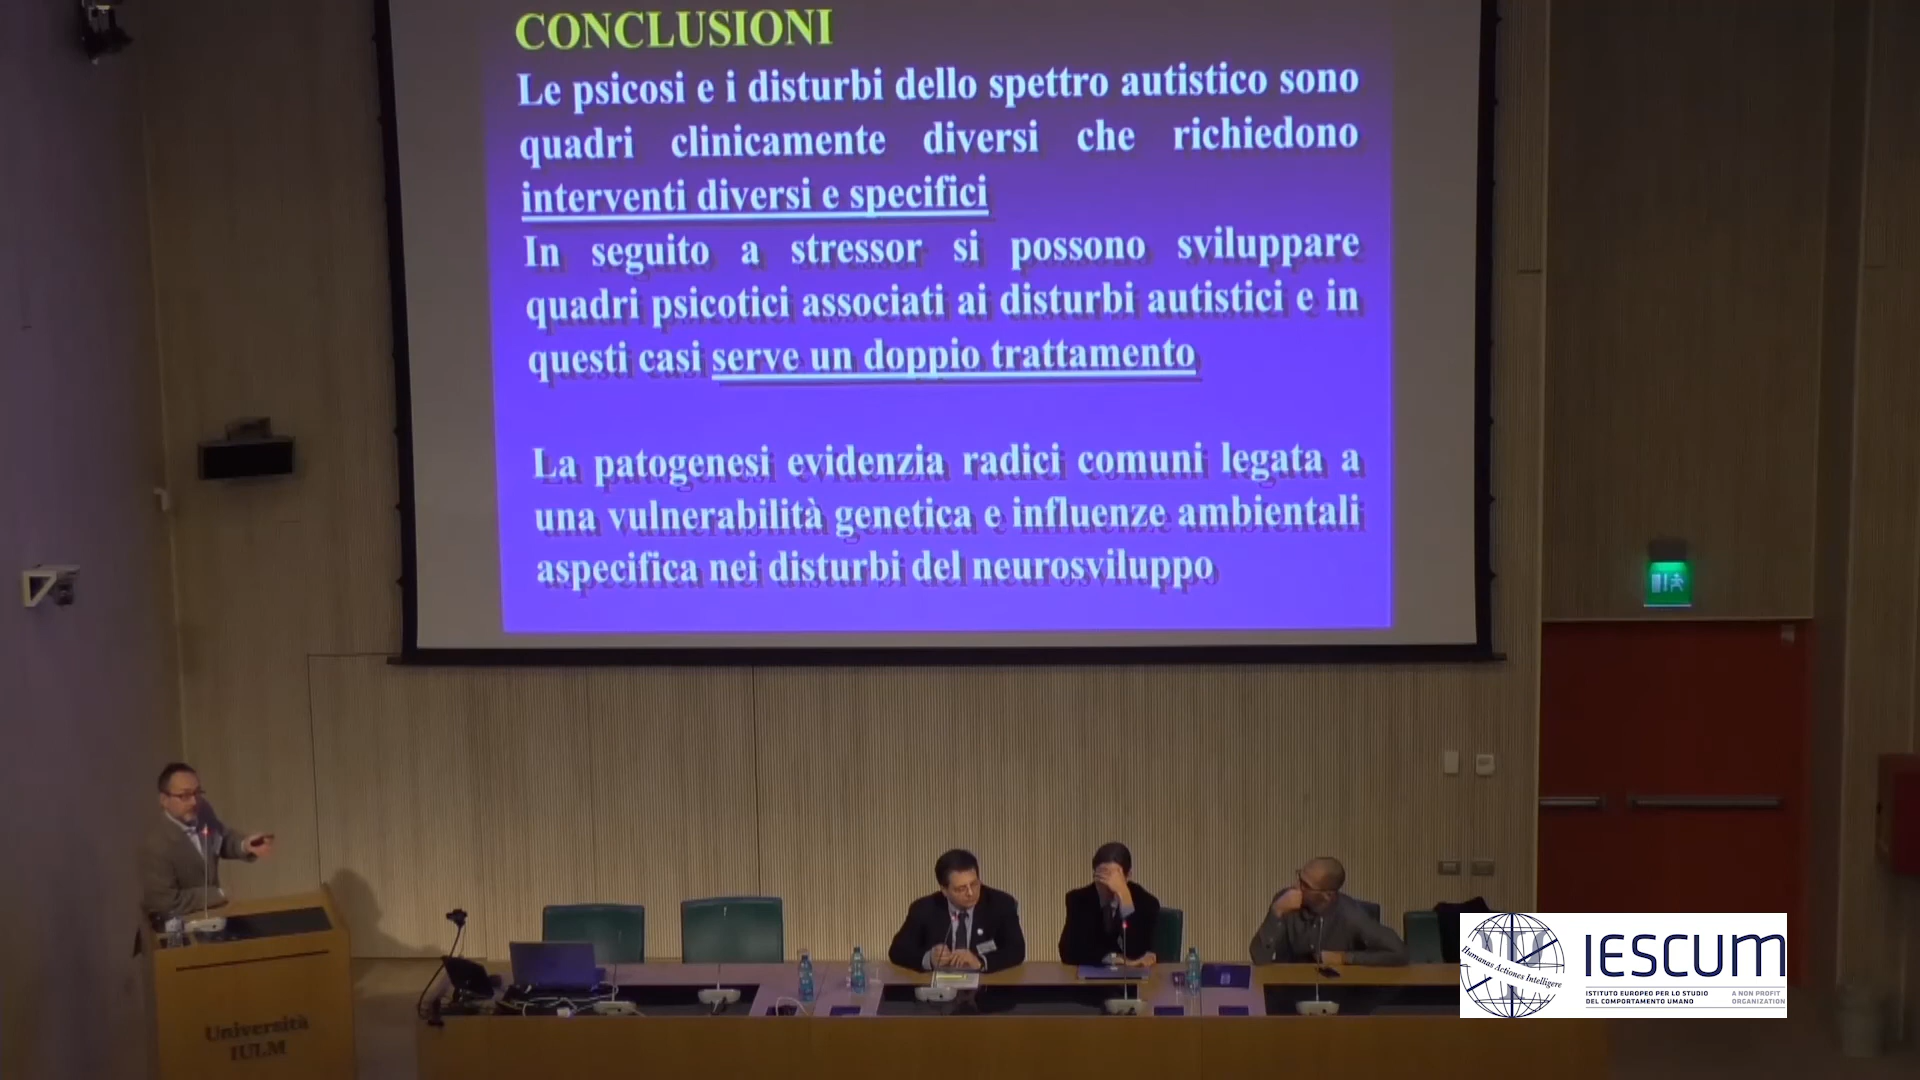 CONCLUSIONI
Le psicosi e i disturbi dello spettro autistico sono
quadri clinicamente diversi che richiedono
interventi diversi e specifici
In seguito a stressor si possono sviluppare
quadri psicotici associati ai disturbi autistici e in
questi casi serve un doppio trattamento
La patogenesi evidenzia radici comuni legata a
una vulnerabilità genetica e influenze ambientali
aspecifica nei disturbi del neurosviluppo
Università
IULM
Humanas Actiones Intelligere
IESCUM
ISTITUTO EUROPEO PER LO STUDIO
DEL COMPORTAMENTO UMANO
A NON PROFIT
ORGANIZATION